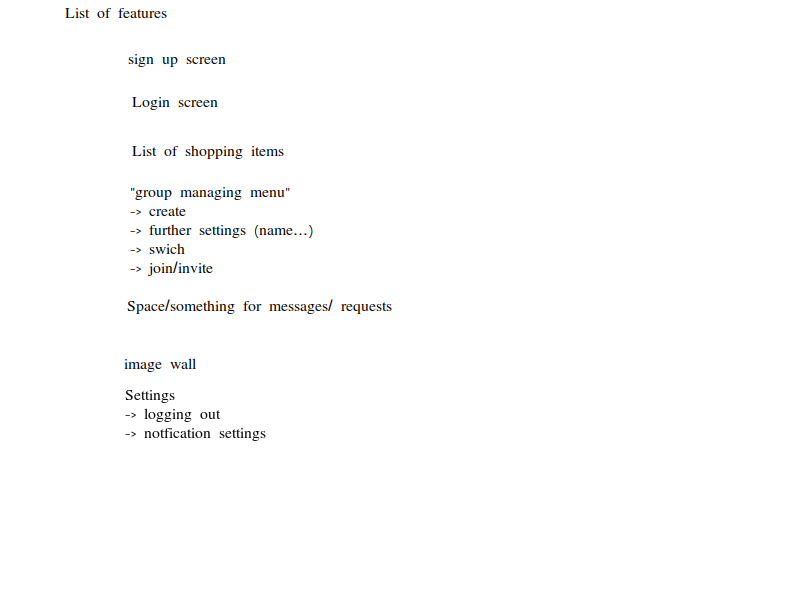 List of features
sign up screen
Login screen
List of shopping items
"group managing menu"
-> create
-> further settings (name...)
-> swich
-> join/invite
Space/something for messages/ requests
image wall
Settings
-> logging out
-> notfication settings